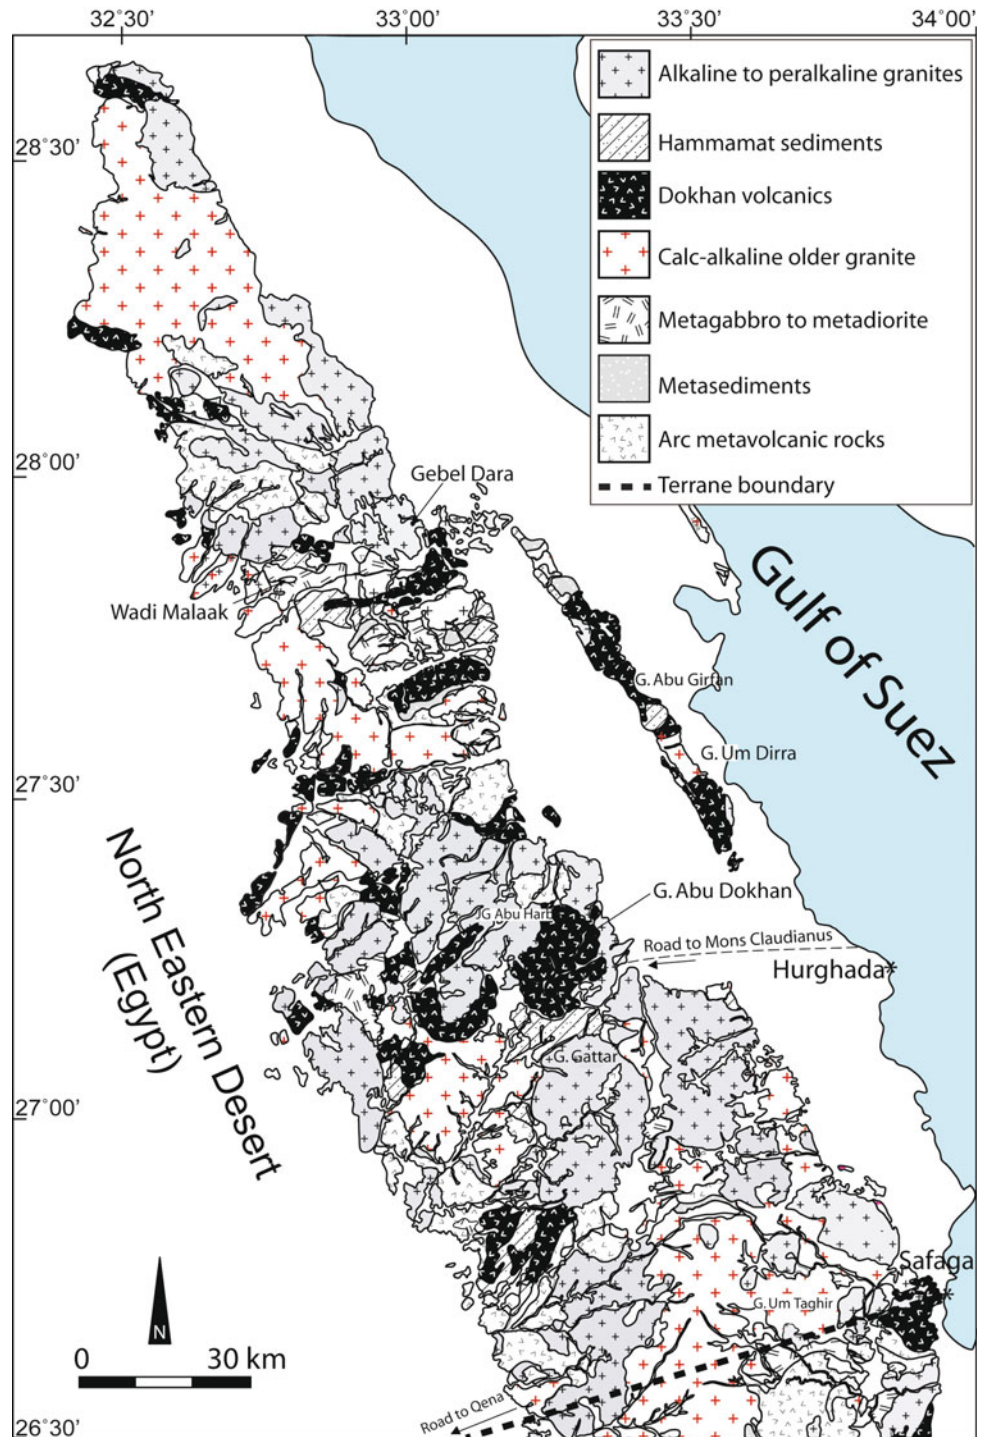 32˚30’
33˚00’
33˚30’
34˚00’
Alkaline to peralkaline granites
Hammamat sediments
Dokhan volcanics
Calc-alkaline older granite
Metagabbro to metadiorite
Metasediments
Arc metavolcanic rocks
Terrane boundary
28˚30’
28˚00’
Gebel Dara
Wadi Malaak
Gulf of Suez
G. Abu Girfan
G. Um Dirra
27˚30’
North Eastern Desert
(Egypt)
G. Abu Dokhan
JG Abu Harb
Road to Mons Claudianus
Hurghada*
G. Gattar
27˚00’
Safaga
*
G. Um Taghir
N
0 30 km
Road to Qena
26˚30’